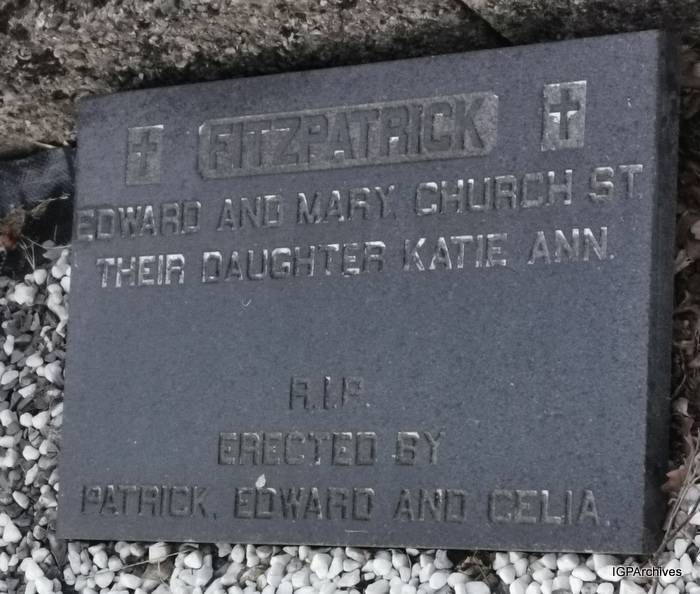 FITZPATRICK
EDWARD AND MARY, CHURCH ST
THEIR DAUGHTER KATIE ANN.
R.I.P.
ERECTED BY
PATRICK, EDWARD AND CELIA.
IGPArchives